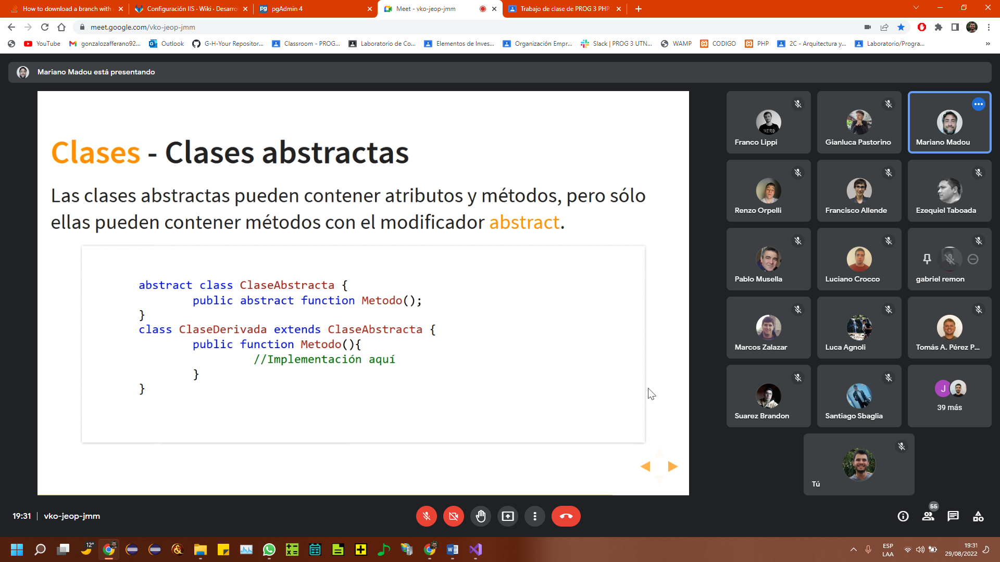 How to download a branch with
Configuración IIS · Wiki · Desarro
pgAdmin 4
Meet - vko-jeop-jmm
Trabajo de clase de PROG 3 PHP
meet.google.com/vko-jeop-jmm
YouTube
gonzalozafferano92...
Outlook
G-H-Your Repositor...
Classroom - PROG...
Laboratorio de Co...
Elementos de Inves...
Organización Empr...
Slack | PROG 3 UTN...
WAMP
CODIGO
PHP
2C - Arquitectura y...
Laboratorio/Progra...
»
Mariano Madou está presentando
Clases - Clases abstractas
Las clases abstractas pueden contener atributos y métodos, pero sólo
ellas pueden contener métodos con el modificador abstract.
abstract class ClaseAbstracta {
public abstract function Metodo();
}
class ClaseDerivada extends ClaseAbstracta {
public function Metodo(){
//Implementación aquí
}
}
Franco Lippi
Gianluca Pastorino
Mariano Madou
Renzo Orpelli
Francisco Allende
Ezequiel Taboada
Pablo Musella
Luciano Crocco
gabriel remon
Marcos Zalazar
Luca Agnoli
Tomás A. Pérez P...
Suarez Brandon
Santiago Sbaglia
J
39 más
Tú
19:31 | vko-jeop-jmm
55
12°
ESP
LAA
19:31
29/08/2022